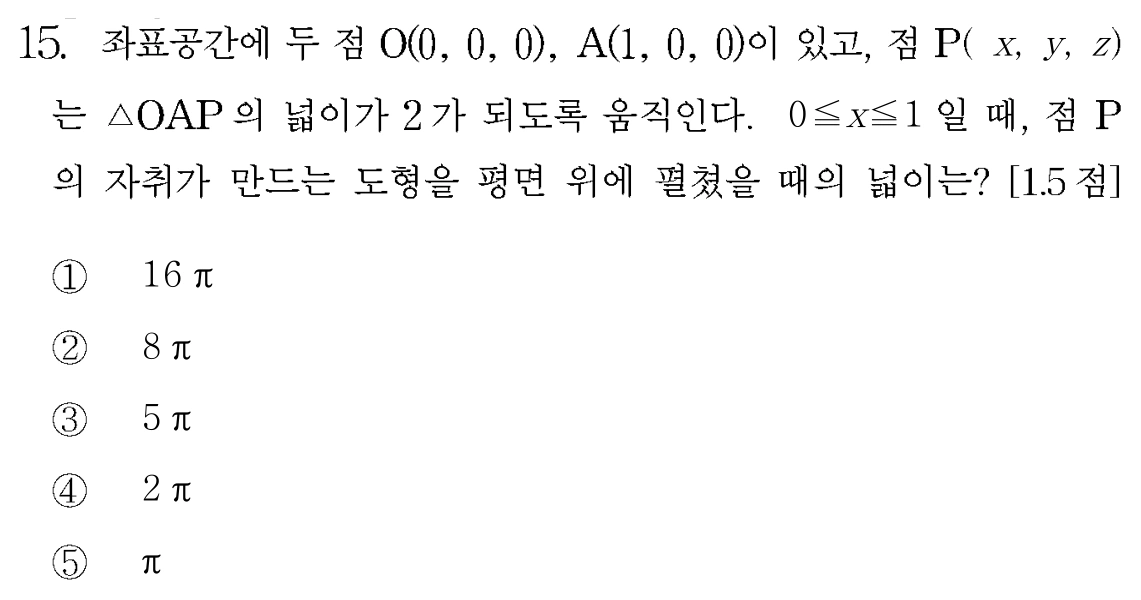 15. 좌표공간에 두 점 O(0, 0, 0), A(1, 0, 0)이 있고, 점 P( x, y, z)
는 △OAP의 넓이가 2가 되도록 움직인다. 0≦x≦1 일 때, 점 P
의 자취가 만드는 도형을 평면 위에 펼쳤을 때의 넓이는? [1.5점]
① 16π
② 8π
③ 5π
④ 2π
⑤ π